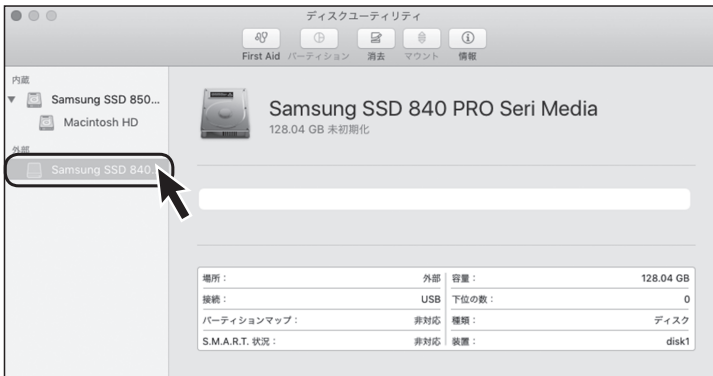 ディスクユーティリティ
First Aid パーティション 消去 マウント 情報
内蔵
Samsung SSD 850...
Macintosh HD
外部
Samsung SSD 840...
Samsung SSD 840 PRO Seri Media
128.04 GB 未初期化
場所： 外部 容量： 128.04 GB
接続： USB 下位の数： 0
パーティションマップ： 非対応 種類： ディスク
S.M.A.R.T. 状況： 非対応 装置： disk1